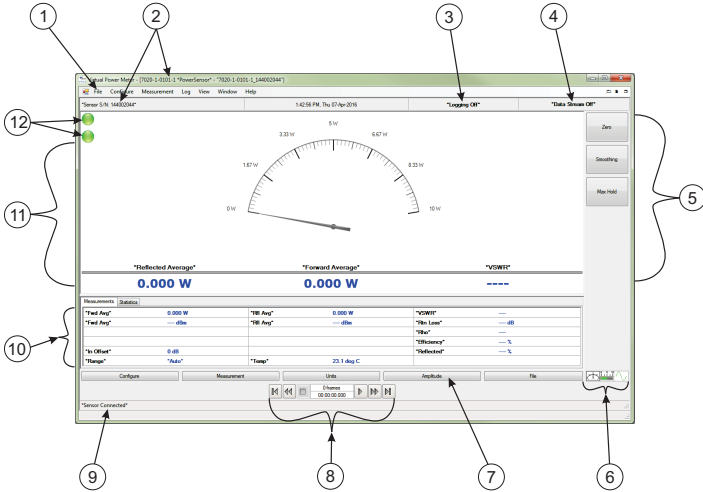 1
2
3
4
Virtual Power Meter - [7020-1-0101-1 *PowerSensor* - "7020-1-0101-1_144002044"]
File Configure Measurement Log View Window Help
"Sensor S/N: 144002044"
1:42:56 PM, Thu 07-Apr-2016
"Logging Off"
"Data Stream Off"
12
Zero
5 W
3.33 W
6.67 W
Smoothing
1.67 W
8.33 W
Max Hold
5
11
0 W
10 W
"Reflected Average"
"Forward Average"
"VSWR"
0.000 W
0.000 W
----
Measurements Statistics
"Fwd Avg" 0.000 W "Rfl Avg" 0.000 W "VSWR" ----
"Fwd Avg" ---- dBm "Rfl Avg" ---- dBm "Rtn Loss" ---- dB
"Rho" ----
10
"Efficiency" ---- %
"In Offset" 0 dB "Reflected" ---- %
"Range" "Auto" "Temp" 23.1 deg C
Configure Measurement Units Amplitude File
0 frames
00:00:00.000
"Sensor Connected"
9
8
7
6